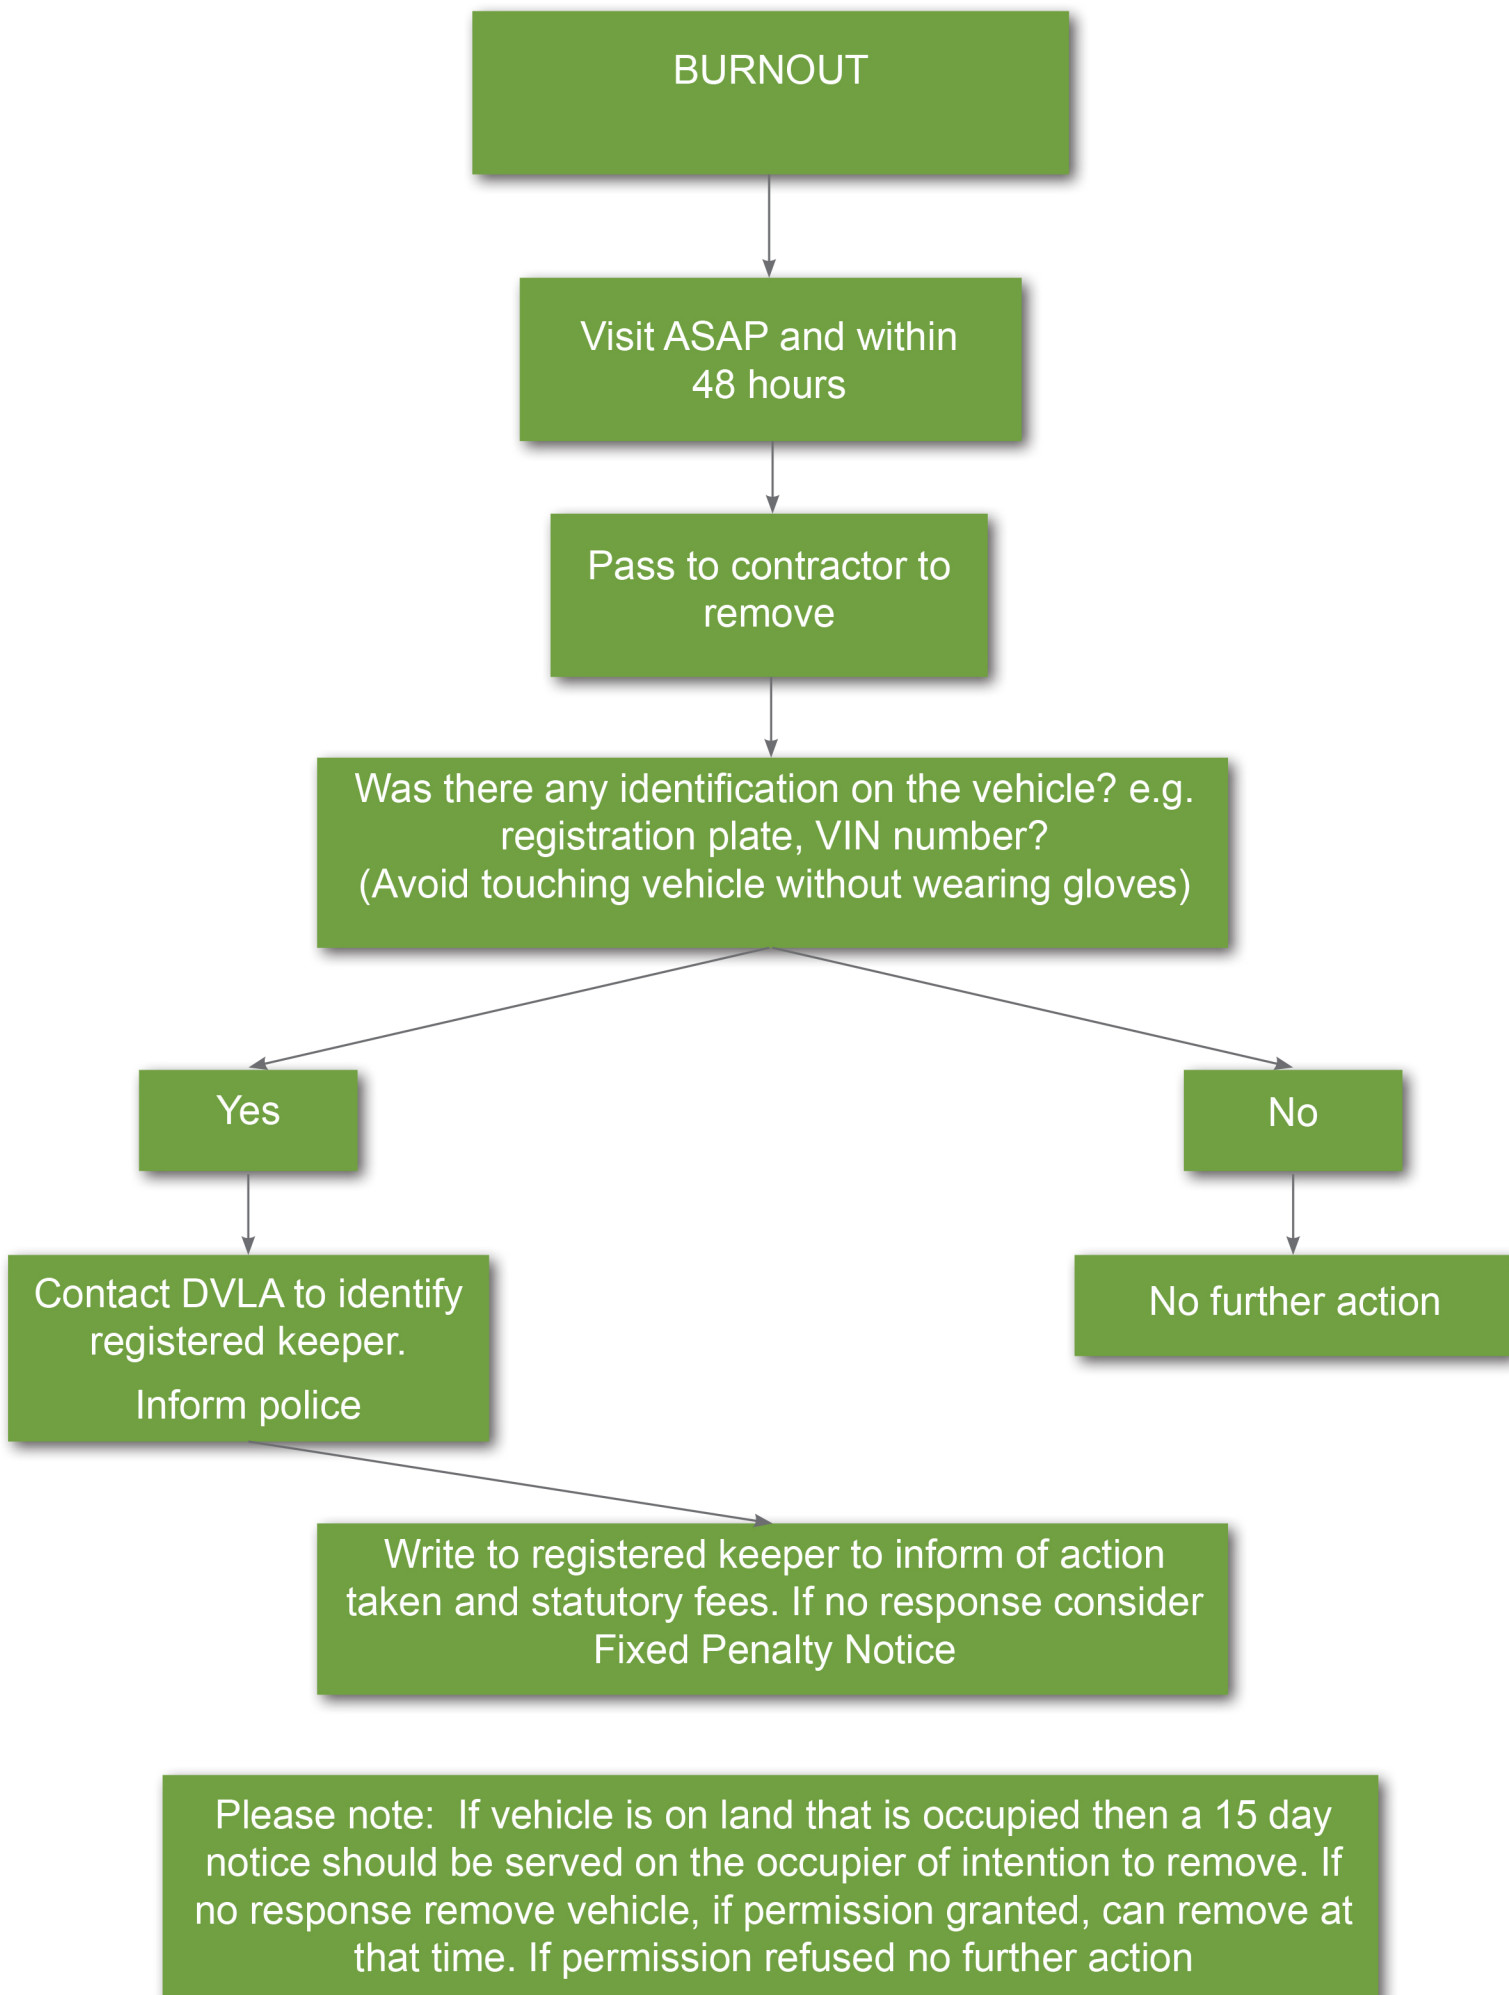 BURNOUT
Visit ASAP and within
48 hours
Pass to contractor to
remove
Was there any identification on the vehicle? e.g.
registration plate, VIN number?
(Avoid touching vehicle without wearing gloves)
Yes
No
Contact DVLA to identify
registered keeper.
Inform police
No further action
Write to registered keeper to inform of action
taken and statutory fees. If no response consider
Fixed Penalty Notice
Please note:  If vehicle is on land that is occupied then a 15 day
notice should be served on the occupier of intention to remove. If
no response remove vehicle, if permission granted, can remove at
that time. If permission refused no further action